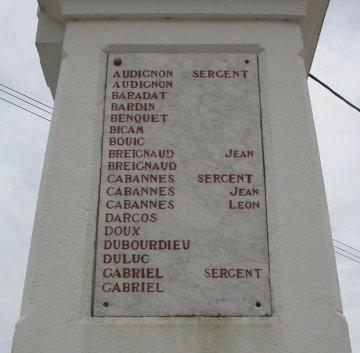 AUDIGNON SERGENT
AUDIGNON
BARADAT
BARDIN
BENQUET
BICAM
BOUIC
BREIGNAUD JEAN
BREIGNAUD
CABANNES SERGENT
CABANNES JEAN
CABANNES LEON
DARCOS
DOUX
DUBOURDIEU
DULUC
GABRIEL SERGENT
GABRIEL